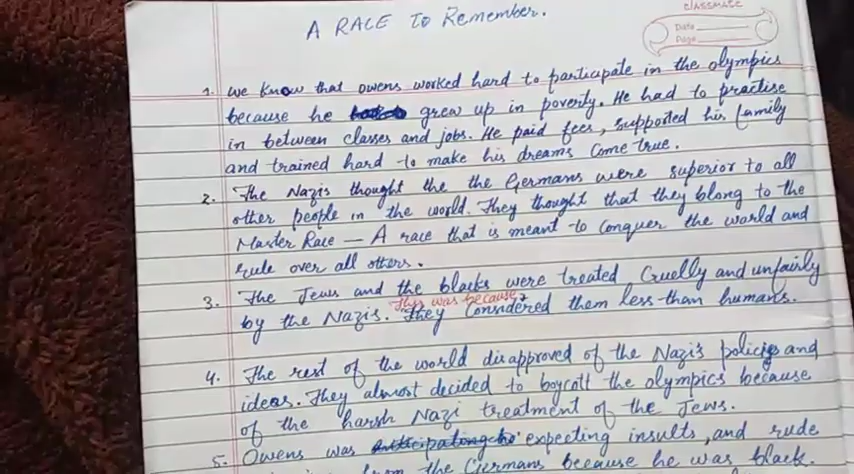 CLASSMATE
Date
Page
A RACE To Remember.
1. We know that owens worked hard to participate in the olympics
because he grew up in poverty. He had to practise
in between classes and jobs. He paid fees, supported his family
and trained hard to make his dreams come true.
2. The Nazis thought the the Germans were superior to all
other people in the world. They thought that they blong to the
Master Race – A race that is meant to conquer the world and
rule over all others.
3. The Jews and the blacks were treated Cruelly and unfairly
This was because
by the Nazis. They Considered them less than humans.
4. The rest of the world disapproved of the Nazi's policies and
ideas. They almost decided to boycott the olympics because
of the harsh Nazi treatment of the Jews.
5. Owens was expecting insults, and rude
from the Germans because he was black.